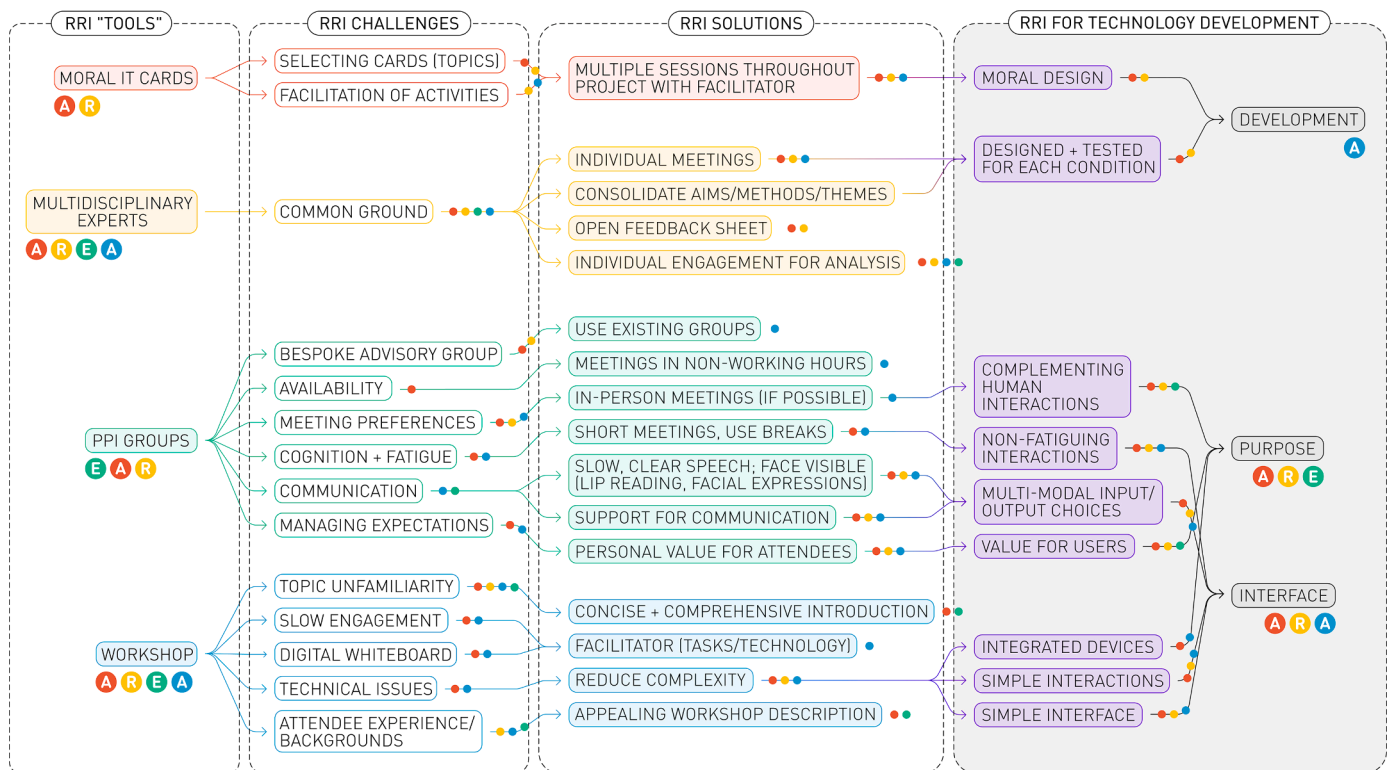 RRI "TOOLS"
RRI CHALLENGES
RRI SOLUTIONS
RRI FOR TECHNOLOGY DEVELOPMENT
MORAL IT CARDS
A R
MULTIDISCIPLINARY
EXPERTS
A R E A
PPI GROUPS
E A R
WORKSHOP
A R E A
SELECTING CARDS (TOPICS)
FACILITATION OF ACTIVITIES
COMMON GROUND
BESPOKE ADVISORY GROUP
AVAILABILITY
MEETING PREFERENCES
COGNITION + FATIGUE
COMMUNICATION
MANAGING EXPECTATIONS
TOPIC UNFAMILIARITY
SLOW ENGAGEMENT
DIGITAL WHITEBOARD
TECHNICAL ISSUES
ATTENDEE EXPERIENCE/
BACKGROUNDS
MULTIPLE SESSIONS THROUGHOUT
PROJECT WITH FACILITATOR
INDIVIDUAL MEETINGS
CONSOLIDATE AIMS/METHODS/THEMES
OPEN FEEDBACK SHEET
INDIVIDUAL ENGAGEMENT FOR ANALYSIS
USE EXISTING GROUPS
MEETINGS IN NON-WORKING HOURS
IN-PERSON MEETINGS (IF POSSIBLE)
SHORT MEETINGS, USE BREAKS
SLOW, CLEAR SPEECH; FACE VISIBLE
(LIP READING, FACIAL EXPRESSIONS)
SUPPORT FOR COMMUNICATION
PERSONAL VALUE FOR ATTENDEES
CONCISE + COMPREHENSIVE INTRODUCTION
FACILITATOR (TASKS/TECHNOLOGY)
REDUCE COMPLEXITY
APPEALING WORKSHOP DESCRIPTION
MORAL DESIGN
DESIGNED + TESTED
FOR EACH CONDITION
COMPLEMENTING
HUMAN
INTERACTIONS
NON-FATIGUING
INTERACTIONS
MULTI-MODAL INPUT/
OUTPUT CHOICES
VALUE FOR USERS
INTEGRATED DEVICES
SIMPLE INTERACTIONS
SIMPLE INTERFACE
DEVELOPMENT
A
PURPOSE
A R E
INTERFACE
A R A